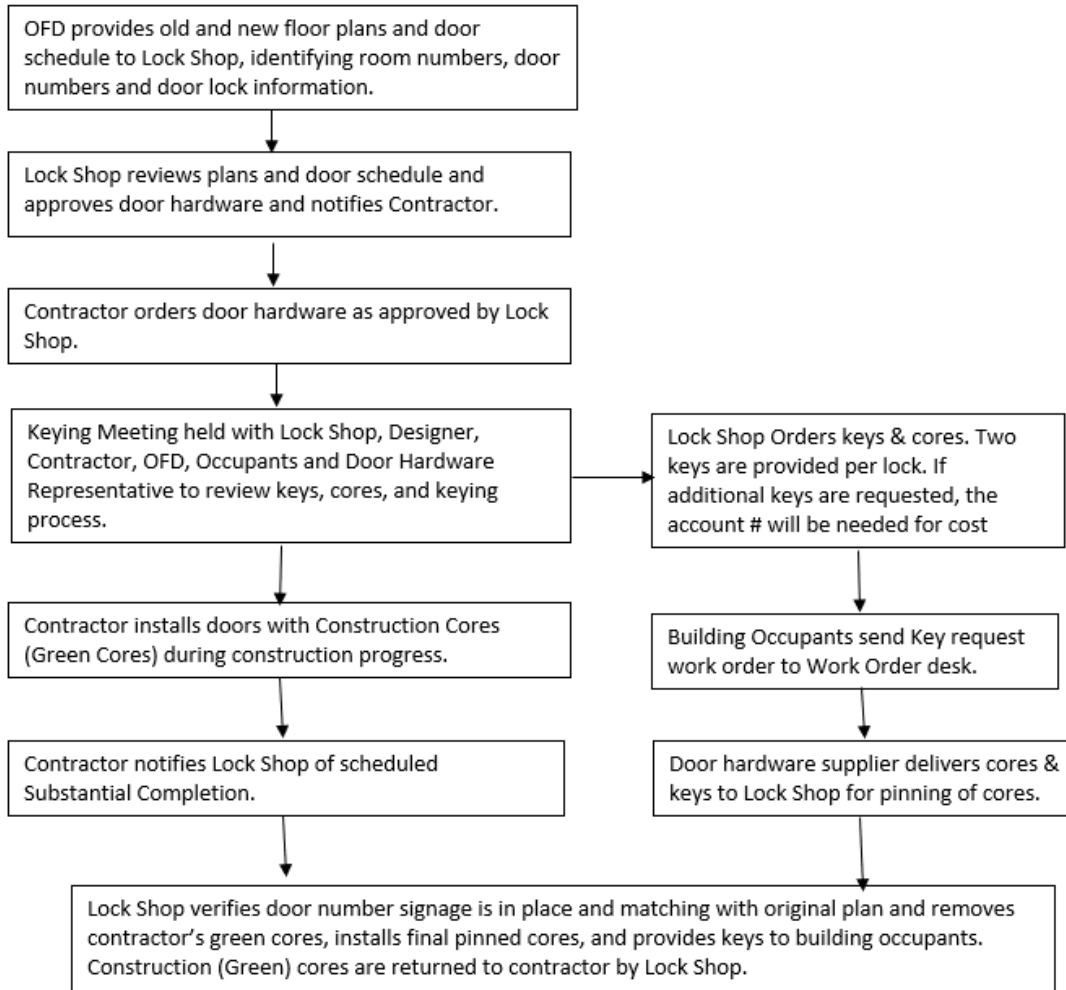 OFD provides old and new floor plans and door
schedule to Lock Shop, identifying room numbers, door
numbers and door lock information.
Lock Shop reviews plans and door schedule and
approves door hardware and notifies Contractor.
Contractor orders door hardware as approved by Lock
Shop.
Keying Meeting held with Lock Shop, Designer,
Contractor, OFD, Occupants and Door Hardware
Representative to review keys, cores, and keying
process.
Lock Shop Orders keys & cores. Two
keys are provided per lock. If
additional keys are requested, the
account # will be needed for cost
Contractor installs doors with Construction Cores
(Green Cores) during construction progress.
Building Occupants send Key request
work order to Work Order desk.
Contractor notifies Lock Shop of scheduled
Substantial Completion.
Door hardware supplier delivers cores &
keys to Lock Shop for pinning of cores.
Lock Shop verifies door number signage is in place and matching with original plan and removes
contractor’s green cores, installs final pinned cores, and provides keys to building occupants.
Construction (Green) cores are returned to contractor by Lock Shop.